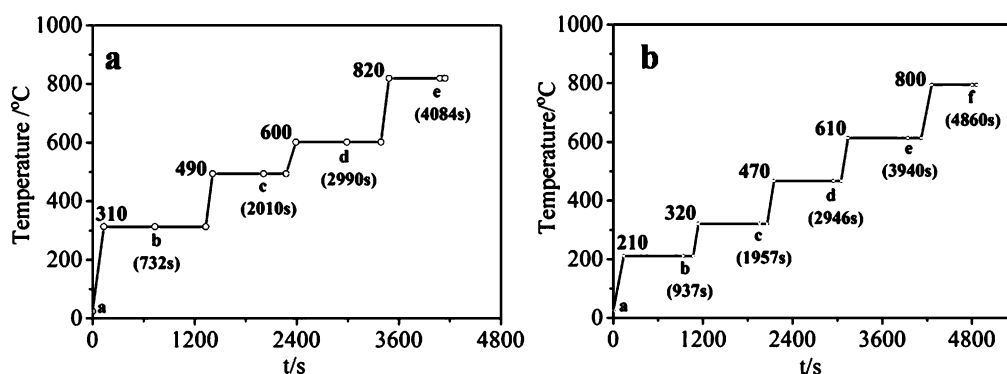 a
Temperature /ºC
1000
800
600
400
200
0
820
e
(4084s)
600
d
(2990s)
490
c
(2010s)
310
b
(732s)
a
0 1200 2400 3600 4800
t/s
b
Temperature/ºC
1000
800
600
400
200
0
800
f
(4860s)
610
e
(3940s)
470
d
(2946s)
320
c
(1957s)
210
b
(937s)
a
0 1200 2400 3600 4800
t/s